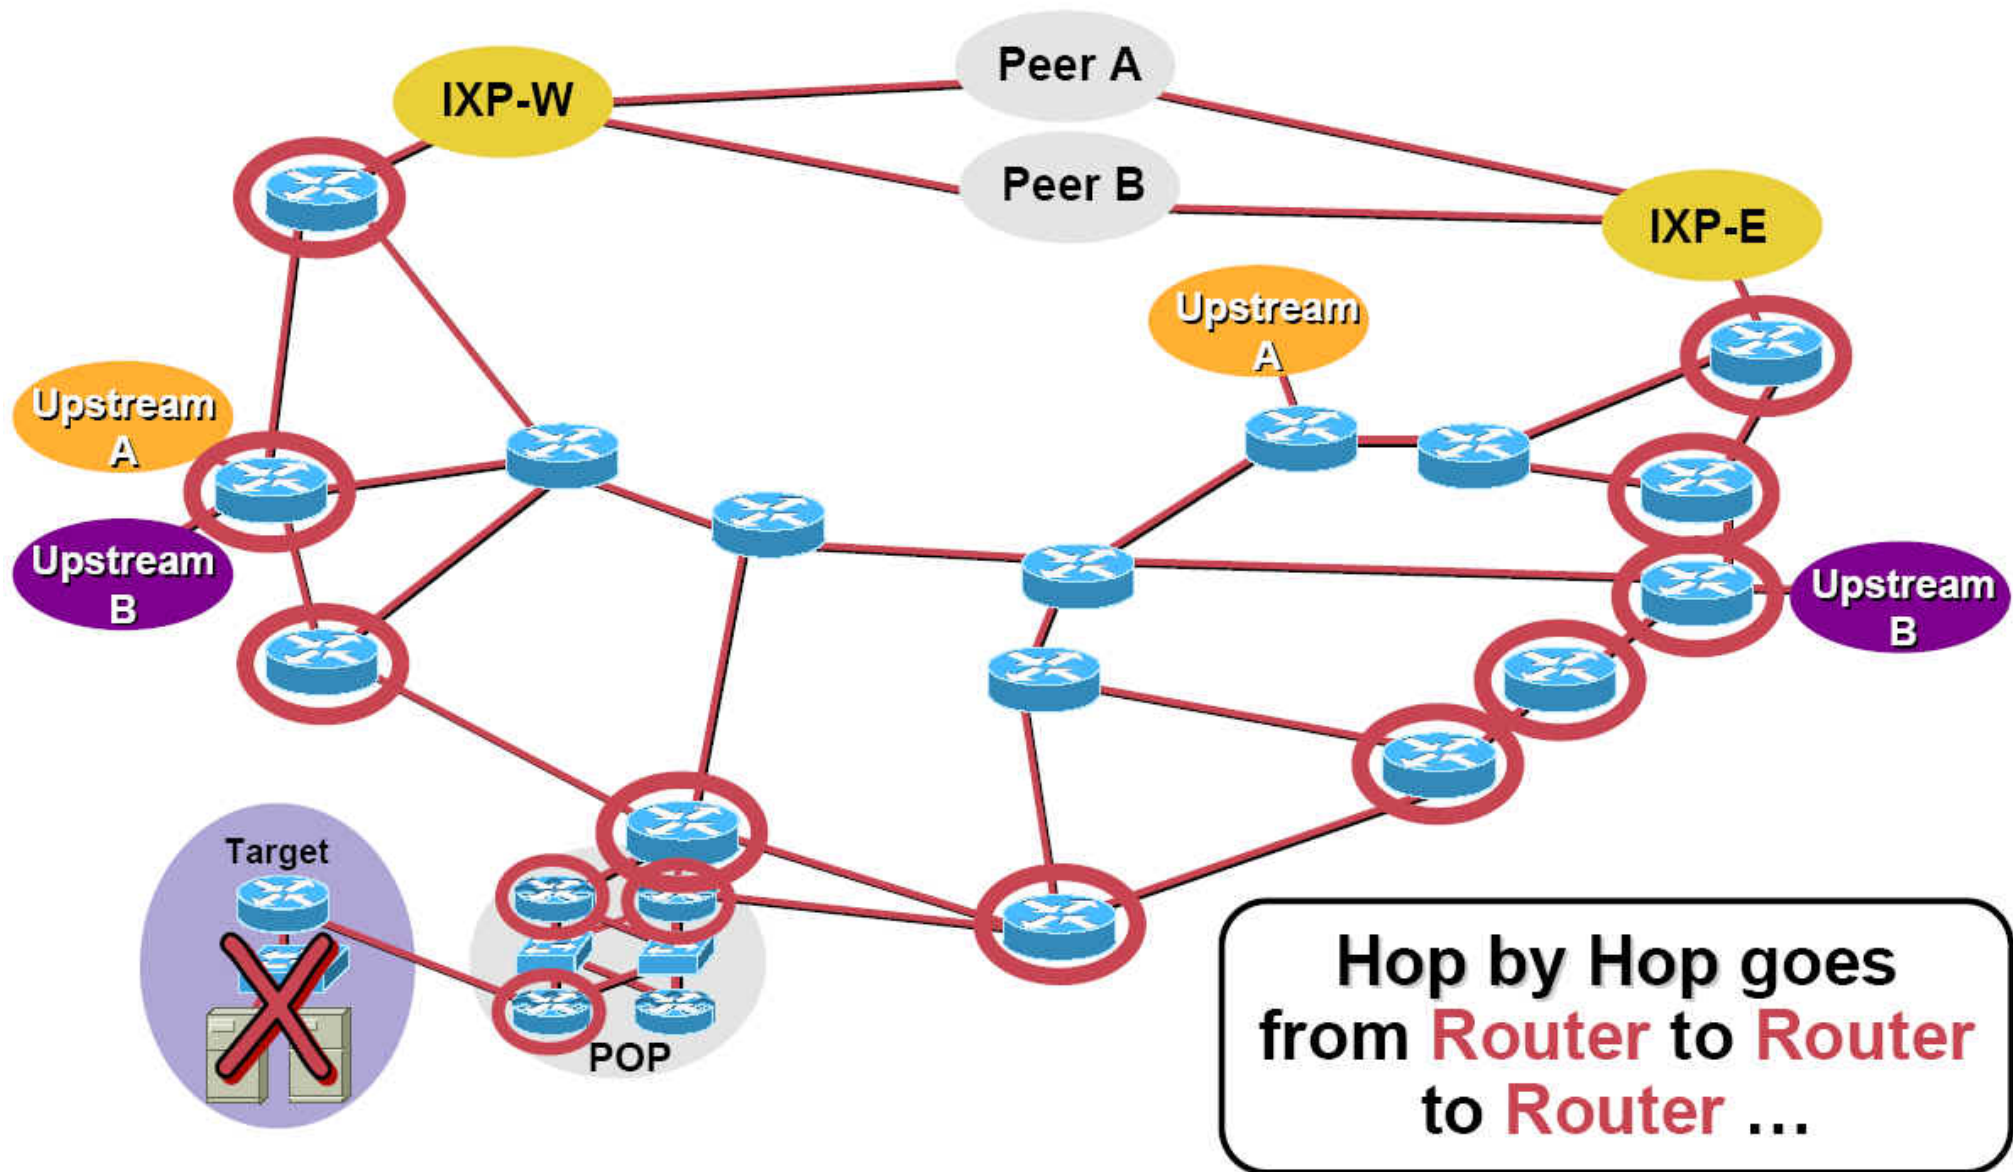 Peer A
IXP-W
Peer B
IXP-E
Upstream
A
Upstream
A
Upstream
B
Upstream
B
Target
POP
Hop by Hop goes
from Router to Router
to Router ...